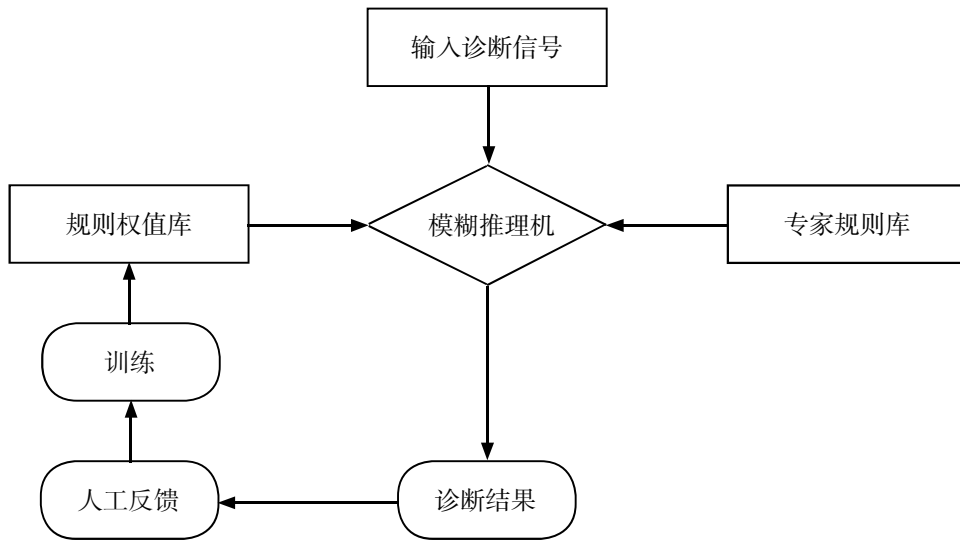 输入诊断信号
规则权值库
模糊推理机
专家规则库
训练
人工反馈
诊断结果